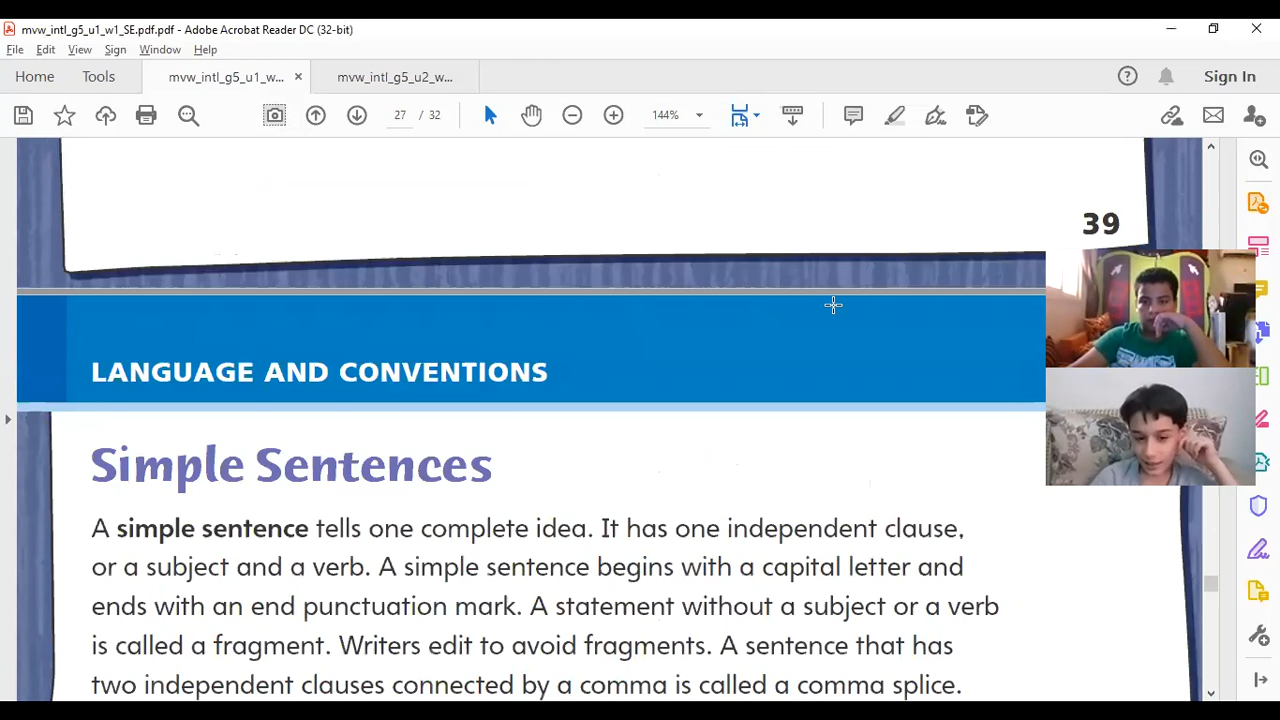 mvw_intl_g5_u1_w1_SE.pdf.pdf - Adobe Acrobat Reader DC (32-bit)
File Edit View Sign Window Help
Home Tools mvw_intl_g5_u1_w... × mvw_intl_g5_u2_w... Sign In
27 / 32 144%
39
LANGUAGE AND CONVENTIONS
Simple Sentences
A simple sentence tells one complete idea. It has one independent clause,
or a subject and a verb. A simple sentence begins with a capital letter and
ends with an end punctuation mark. A statement without a subject or a verb
is called a fragment. Writers edit to avoid fragments. A sentence that has
two independent clauses connected by a comma is called a comma splice.